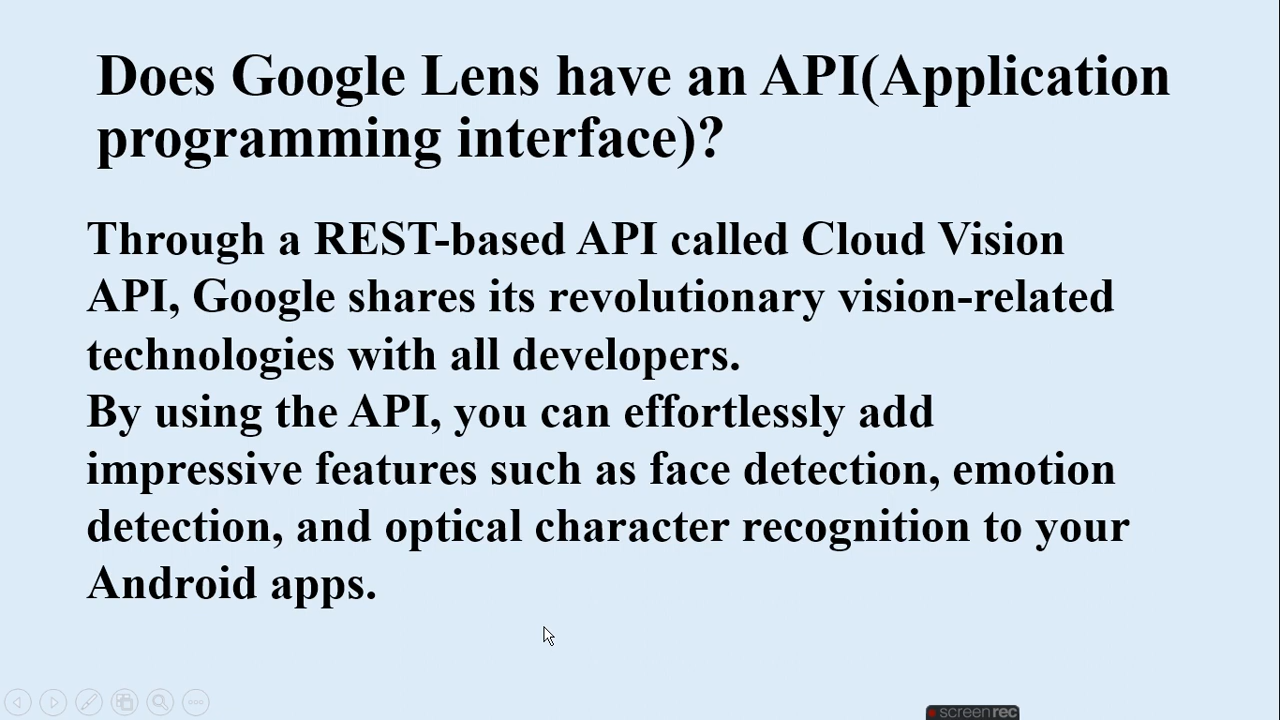 Does Google Lens have an API(Application
programming interface)?
Through a REST-based API called Cloud Vision
API, Google shares its revolutionary vision-related
technologies with all developers.
By using the API, you can effortlessly add
impressive features such as face detection, emotion
detection, and optical character recognition to your
Android apps.
screenrec